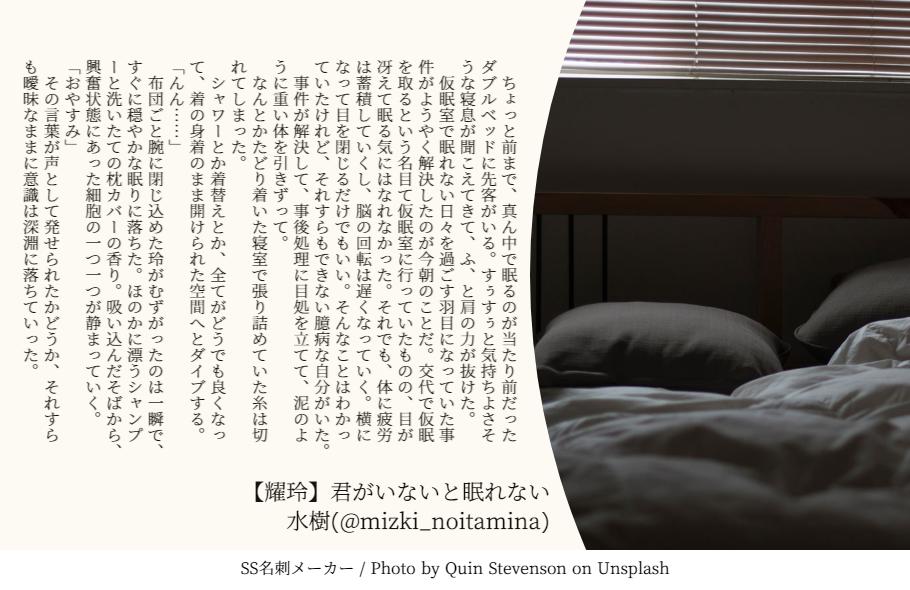 ちょっと前まで、真ん中で眠るのが当たり前だった
ダブルベッドに先客がいる。すぅすぅと気持ちよさそ
うな寝息が聞こえてきて、ふ、と肩の力が抜けた。
　仮眠室で眠れない日々を過ごす羽目になっていた事
件がようやく解決したのが今朝のことだ。交代で仮眠
を取るという名目で仮眠室に行っていたものの、目が
冴えて眠る気にはなれなかった。それでも、体に疲労
は蓄積していくし、脳の回転は遅くなっていく。横に
なって目を閉じるだけでもいい。そんなことはわかっ
ていたけれど、それすらもできない臆病な自分がいた。
　事件が解決して、事後処理に目処を立てて、泥のよ
うに重い体を引きずって。
　なんとかたどり着いた寝室で張り詰めていた糸は切
れてしまった。
　シャワーとか着替えとか、全てがどうでも良くなっ
て、着の身着のまま開けられた空間へとダイブする。
「んん……」
　布団ごと腕に閉じ込めた玲がむずがったのは一瞬で、
すぐに穏やかな眠りに落ちた。ほのかに漂うシャンプ
ーと洗いたての枕カバーの香り。吸い込んだそばから、
興奮状態にあった細胞の一つ一つが静まっていく。
「おやすみ」
　その言葉が声として発せられたかどうか、それすら
も曖昧なままに意識は深淵に落ちていった。
【耀玲】君がいないと眠れない
水樹(@mizki_noitamina)
SS名刺メーカー / Photo by Quin Stevenson on Unsplash